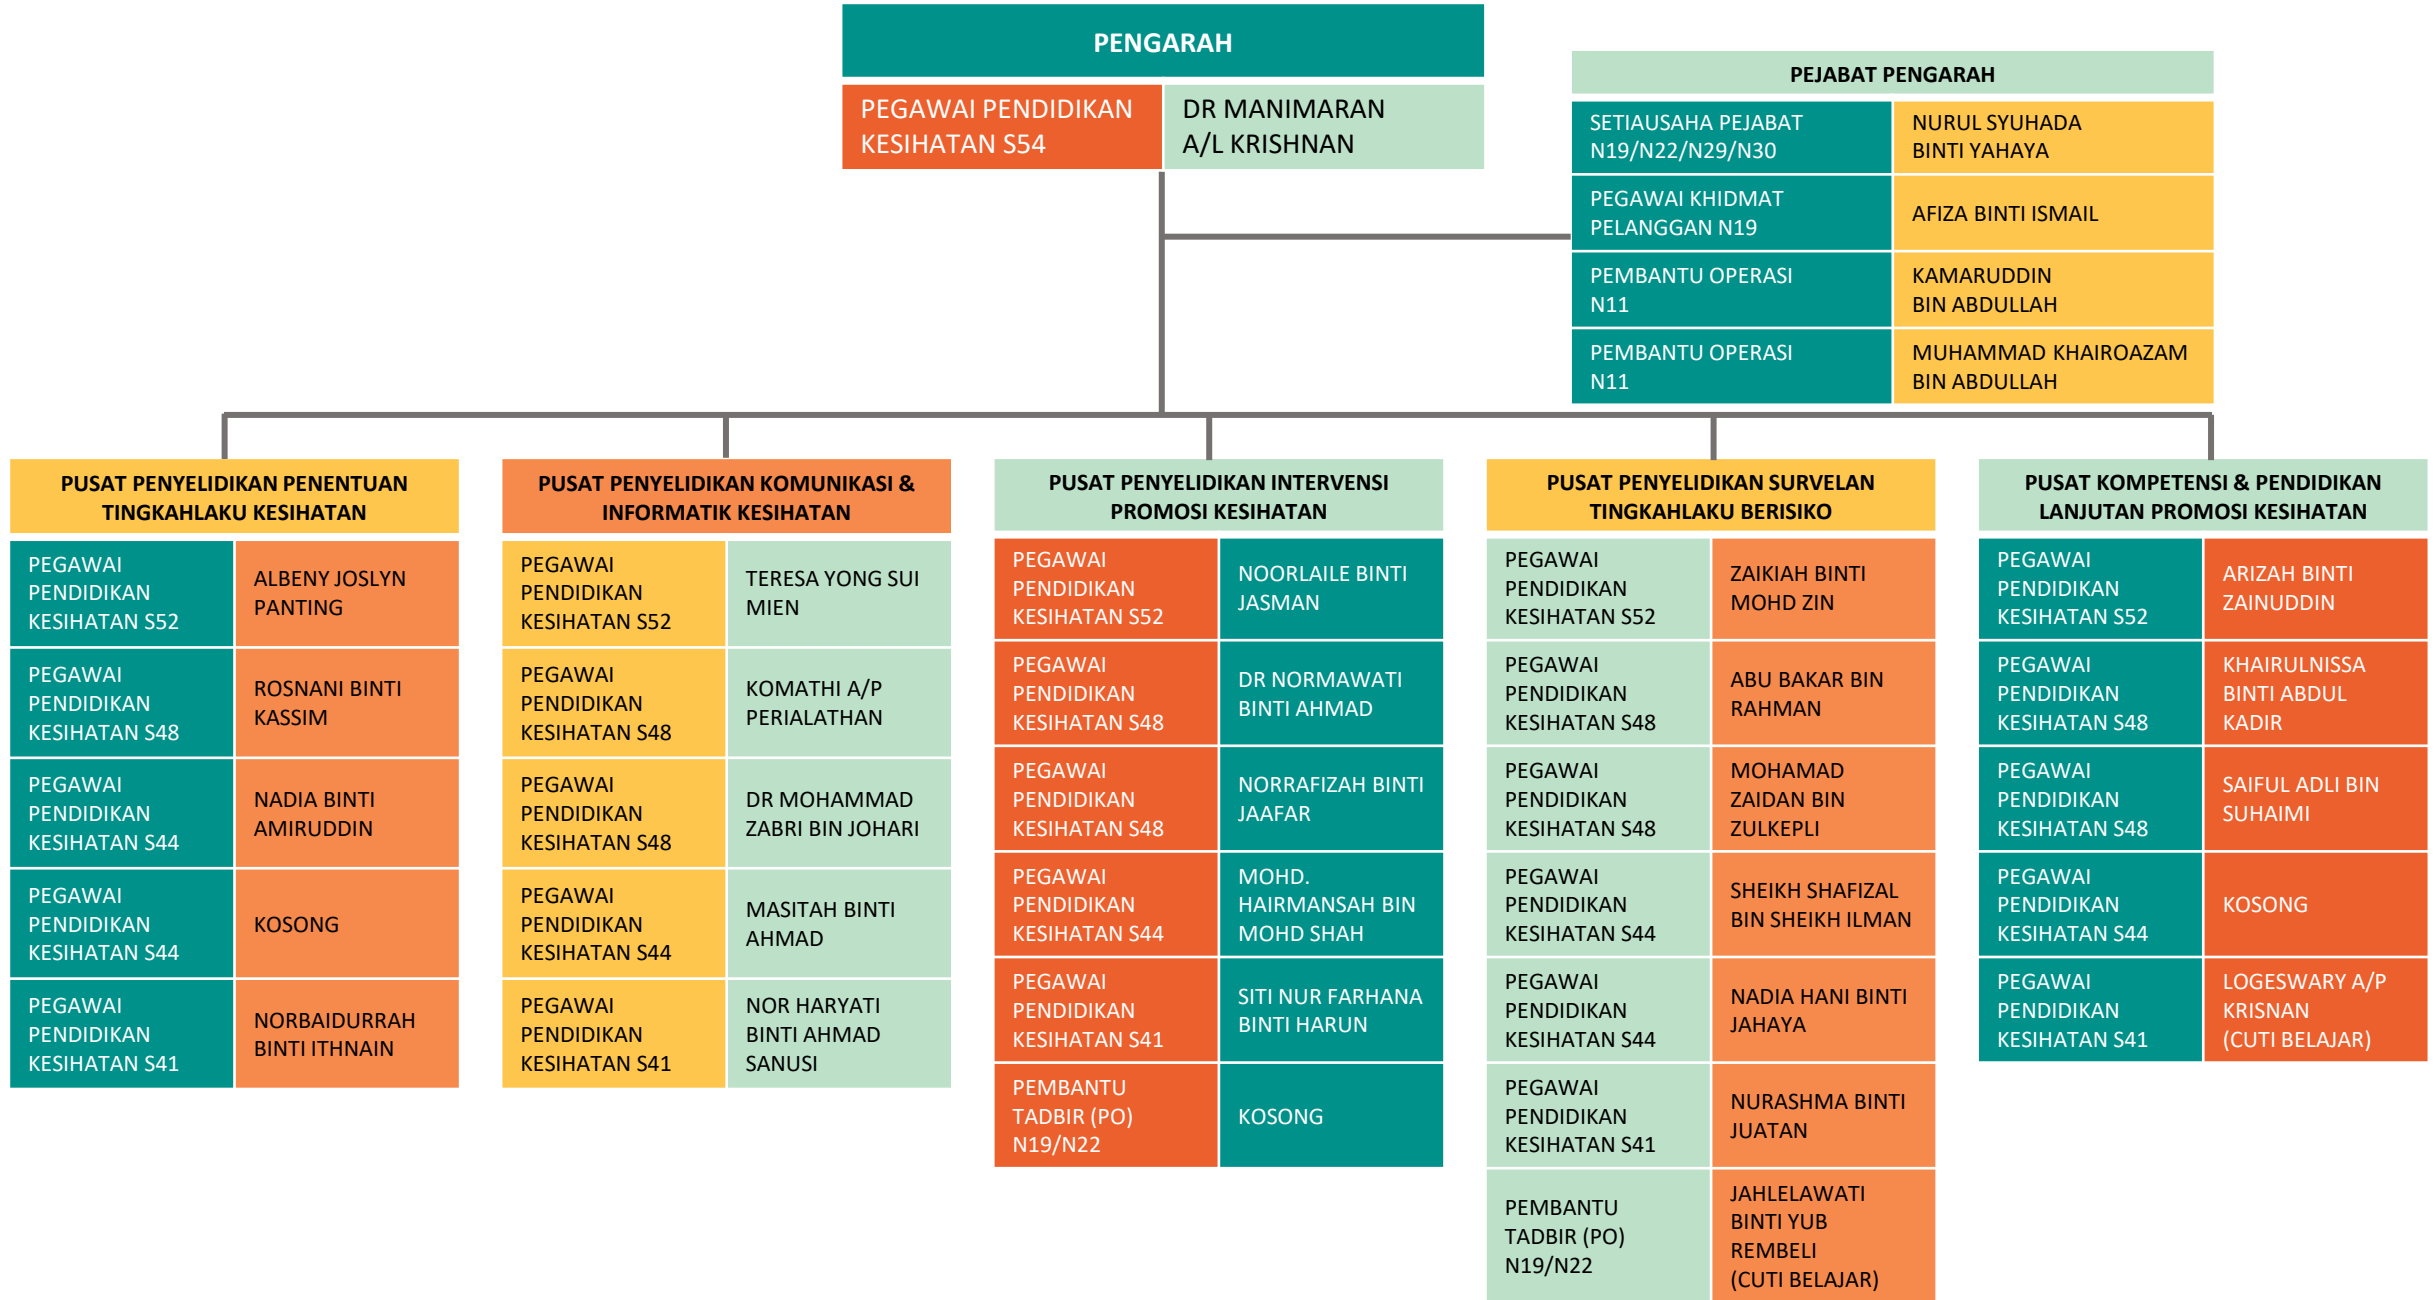 PENGARAH
PEGAWAI PENDIDIKAN
KESIHATAN S54
DR MANIMARAN
A/L KRISHNAN
PEJABAT PENGARAH
SETIAUSAHA PEJABAT
N19/N22/N29/N30
NURUL SYUHADA
BINTI YAHAYA
PEGAWAI KHIDMAT
PELANGGAN N19
AFIZA BINTI ISMAIL
PEMBANTU OPERASI
N11
KAMARUDDIN
BIN ABDULLAH
PEMBANTU OPERASI
N11
MUHAMMAD KHAIROAZAM
BIN ABDULLAH
PUSAT PENYELIDIKAN PENENTUAN
TINGKAHLAKU KESIHATAN
PEGAWAI
PENDIDIKAN
KESIHATAN S52
ALBENY JOSLYN
PANTING
PEGAWAI
PENDIDIKAN
KESIHATAN S48
ROSNANI BINTI
KASSIM
PEGAWAI
PENDIDIKAN
KESIHATAN S44
NADIA BINTI
AMIRUDDIN
PEGAWAI
PENDIDIKAN
KESIHATAN S44
KOSONG
PEGAWAI
PENDIDIKAN
KESIHATAN S41
NORBAIDURRAH
BINTI ITHNAIN
PUSAT PENYELIDIKAN KOMUNIKASI &
INFORMATIK KESIHATAN
PEGAWAI
PENDIDIKAN
KESIHATAN S52
TERESA YONG SUI
MIEN
PEGAWAI
PENDIDIKAN
KESIHATAN S48
KOMATHI A/P
PERIALATHAN
PEGAWAI
PENDIDIKAN
KESIHATAN S48
DR MOHAMMAD
ZABRI BIN JOHARI
PEGAWAI
PENDIDIKAN
KESIHATAN S44
MASITAH BINTI
AHMAD
PEGAWAI
PENDIDIKAN
KESIHATAN S41
NOR HARYATI
BINTI AHMAD
SANUSI
PUSAT PENYELIDIKAN INTERVENSI
PROMOSI KESIHATAN
PEGAWAI
PENDIDIKAN
KESIHATAN S52
NOORLAILE BINTI
JASMAN
PEGAWAI
PENDIDIKAN
KESIHATAN S48
DR NORMAWATI
BINTI AHMAD
PEGAWAI
PENDIDIKAN
KESIHATAN S48
NORRAFIZAH BINTI
JAAFAR
PEGAWAI
PENDIDIKAN
KESIHATAN S44
MOHD.
HAIRMANSAH BIN
MOHD SHAH
PEGAWAI
PENDIDIKAN
KESIHATAN S41
SITI NUR FARHANA
BINTI HARUN
PEMBANTU
TADBIR (PO)
N19/N22
KOSONG
PUSAT PENYELIDIKAN SURVELAN
TINGKAHLAKU BERISIKO
PEGAWAI
PENDIDIKAN
KESIHATAN S52
ZAIKIAH BINTI
MOHD ZIN
PEGAWAI
PENDIDIKAN
KESIHATAN S48
ABU BAKAR BIN
RAHMAN
PEGAWAI
PENDIDIKAN
KESIHATAN S48
MOHAMAD
ZAIDAN BIN
ZULKEPLI
PEGAWAI
PENDIDIKAN
KESIHATAN S44
SHEIKH SHAFIZAL
BIN SHEIKH ILMAN
PEGAWAI
PENDIDIKAN
KESIHATAN S44
NADIA HANI BINTI
JAHAYA
PEGAWAI
PENDIDIKAN
KESIHATAN S41
NURASHMA BINTI
JUATAN
PEMBANTU
TADBIR (PO)
N19/N22
JAHLELAWATI
BINTI YUB
REMBELI
(CUTI BELAJAR)
PUSAT KOMPETENSI & PENDIDIKAN
LANJUTAN PROMOSI KESIHATAN
PEGAWAI
PENDIDIKAN
KESIHATAN S52
ARIZAH BINTI
ZAINUDDIN
PEGAWAI
PENDIDIKAN
KESIHATAN S48
KHAIRULNISSA
BINTI ABDUL
KADIR
PEGAWAI
PENDIDIKAN
KESIHATAN S48
SAIFUL ADLI BIN
SUHAIMI
PEGAWAI
PENDIDIKAN
KESIHATAN S44
KOSONG
PEGAWAI
PENDIDIKAN
KESIHATAN S41
LOGESWARY A/P
KRISNAN
(CUTI BELAJAR)